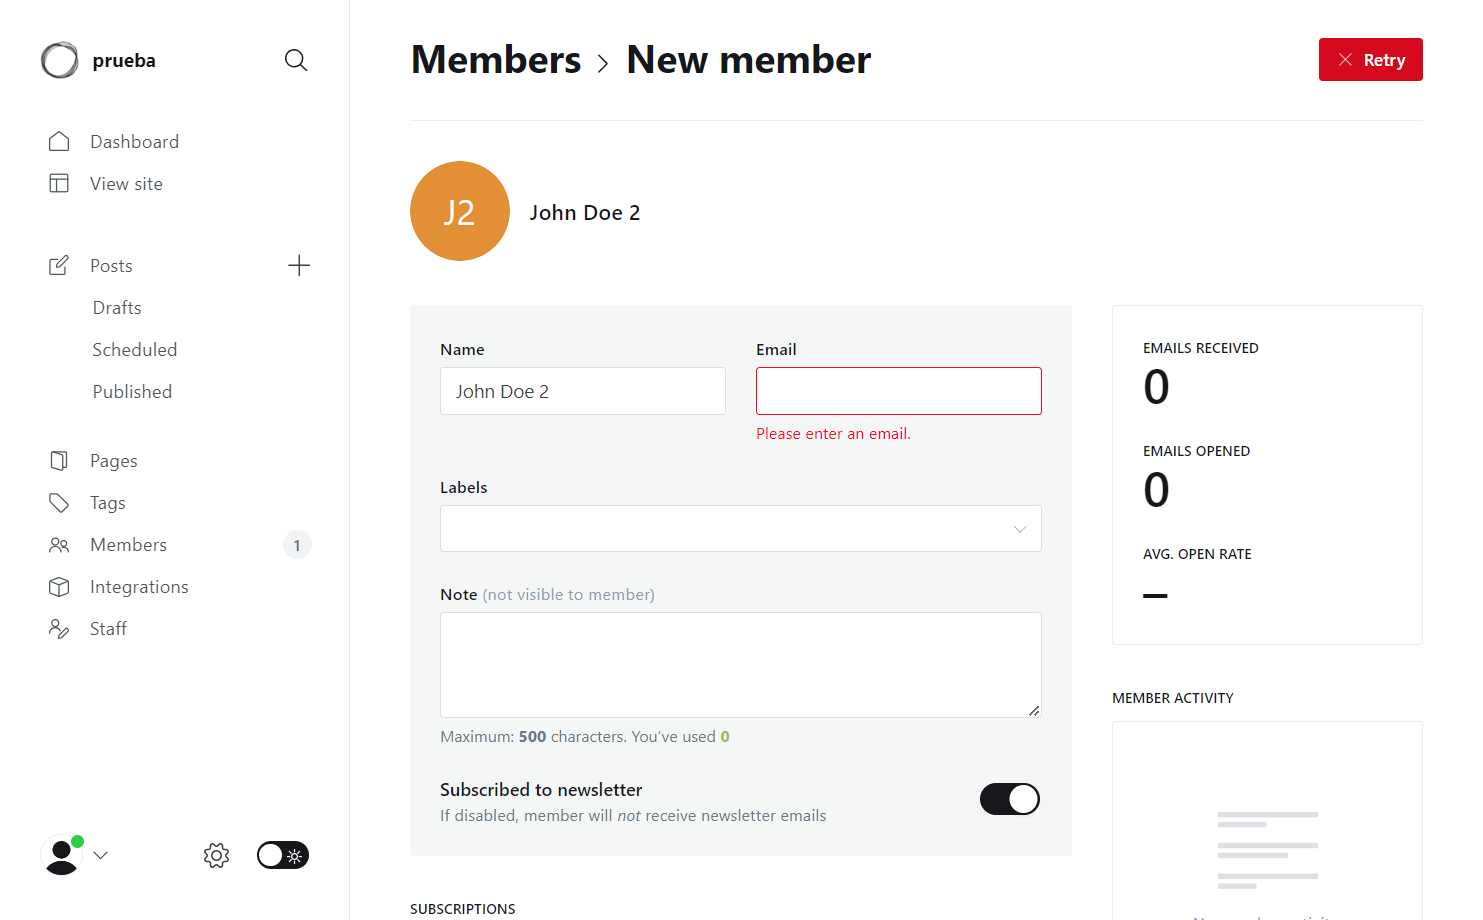 prueba
Dashboard
View site
Posts
Drafts
Scheduled
Published
Pages
Tags
Members
1
Integrations
Staff
Members > New member
Retry
J2
John Doe 2
Name
John Doe 2
Email
Please enter an email.
Labels
Note (not visible to member)
Maximum: 500 characters. You've used 0
Subscribed to newsletter
If disabled, member will not receive newsletter emails
SUBSCRIPTIONS
EMAILS RECEIVED
0
EMAILS OPENED
0
AVG. OPEN RATE
–
MEMBER ACTIVITY